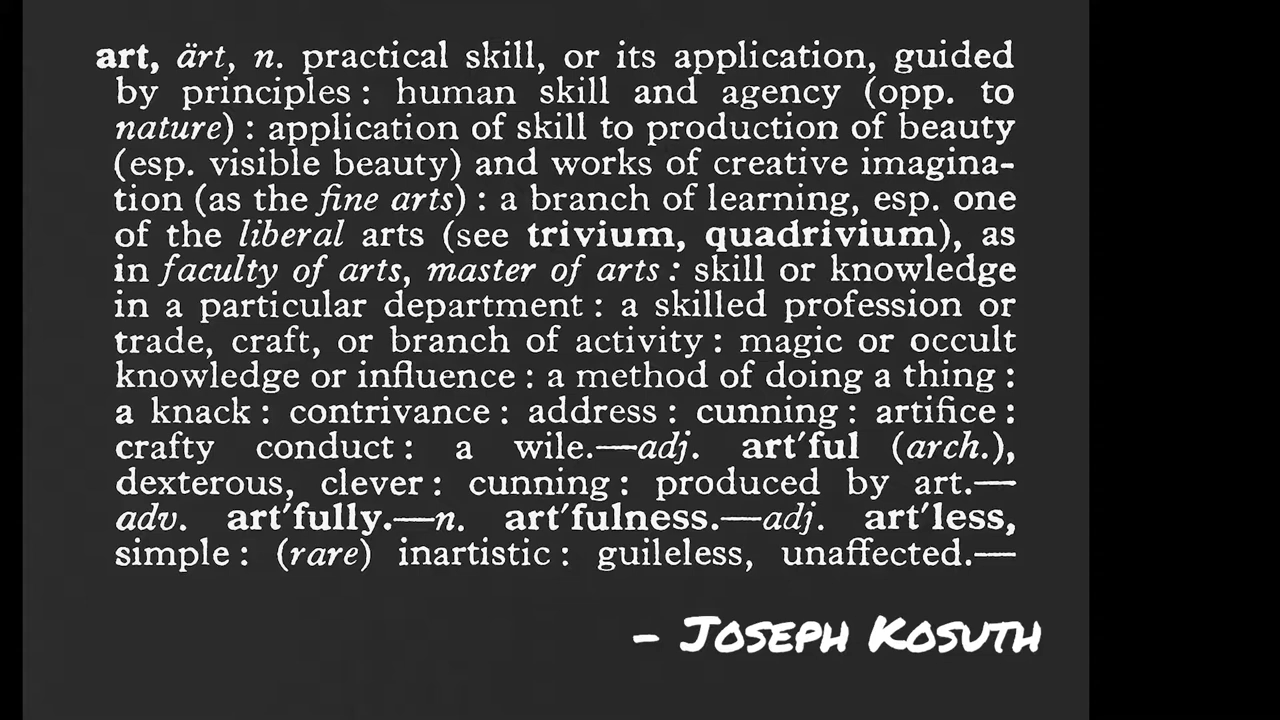 art, ärt, n. practical skill, or its application, guided
by principles : human skill and agency (opp. to
nature) : application of skill to production of beauty
(esp. visible beauty) and works of creative imagina-
tion (as the fine arts) : a branch of learning, esp. one
of the liberal arts (see trivium, quadrivium), as
in faculty of arts, master of arts : skill or knowledge
in a particular department : a skilled profession or
trade, craft, or branch of activity : magic or occult
knowledge or influence : a method of doing a thing :
a knack : contrivance : address : cunning : artifice :
crafty conduct : a wile.—adj. art′ful (arch.),
dexterous, clever : cunning : produced by art.—
adv. art′fully.—n. art′fulness.—adj. art′less,
simple : (rare) inartistic : guileless, unaffected.—
- Joseph Kosuth